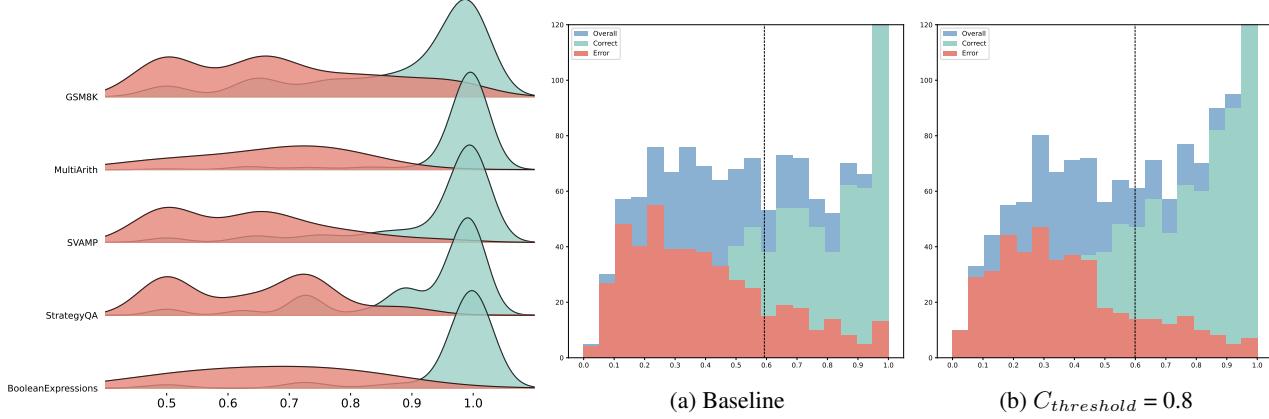 GSM8K
MultiArith
SVAMP
StrategyQA
BooleanExpressions
0.5 0.6 0.7 0.8 0.9 1.0
Overall
Correct
Error
120
100
80
60
40
20
0
0.0 0.1 0.2 0.3 0.4 0.5 0.6 0.7 0.8 0.9 1.0
(a) Baseline
Overall
Correct
Error
120
100
80
60
40
20
0
0.0 0.1 0.2 0.3 0.4 0.5 0.6 0.7 0.8 0.9 1.0
(b) C_threshold = 0.8